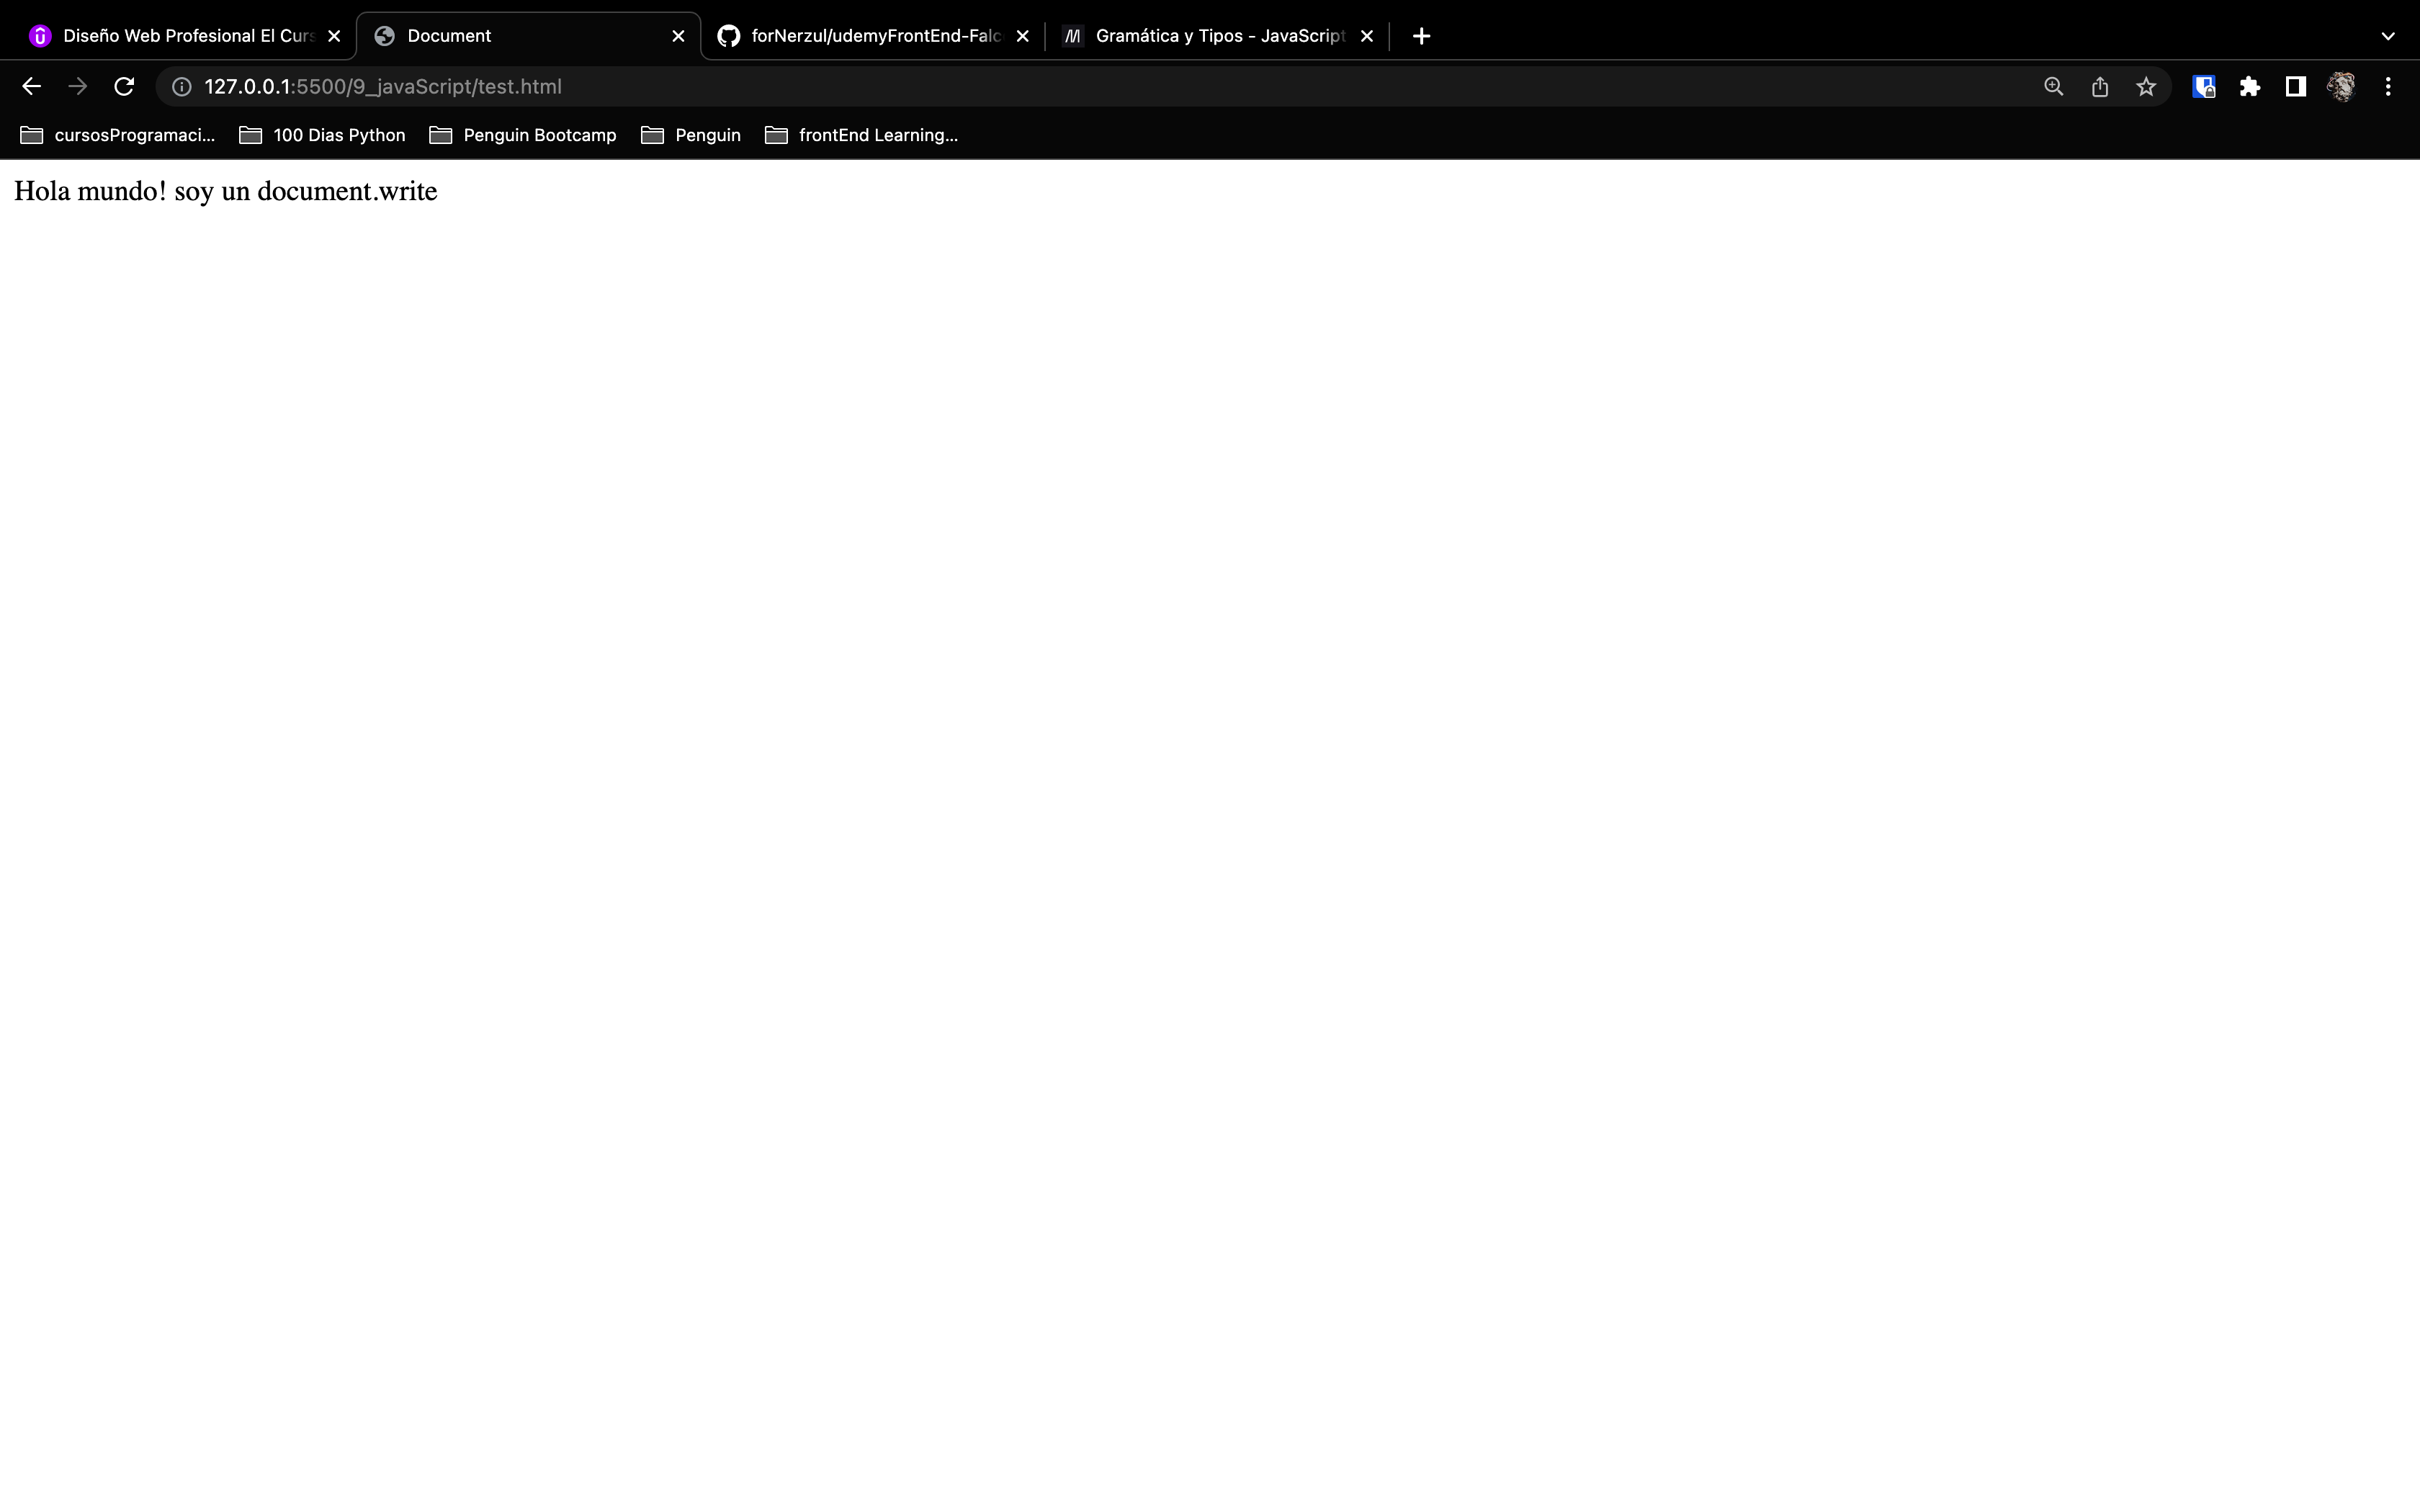 Diseño Web Profesional El Curs
Document
forNerzul/udemyFrontEnd-Falc
Gramática y Tipos - JavaScript
127.0.0.1:5500/9_javaScript/test.html
cursosProgramaci...
100 Dias Python
Penguin Bootcamp
Penguin
frontEnd Learning...
Hola mundo! soy un document.write